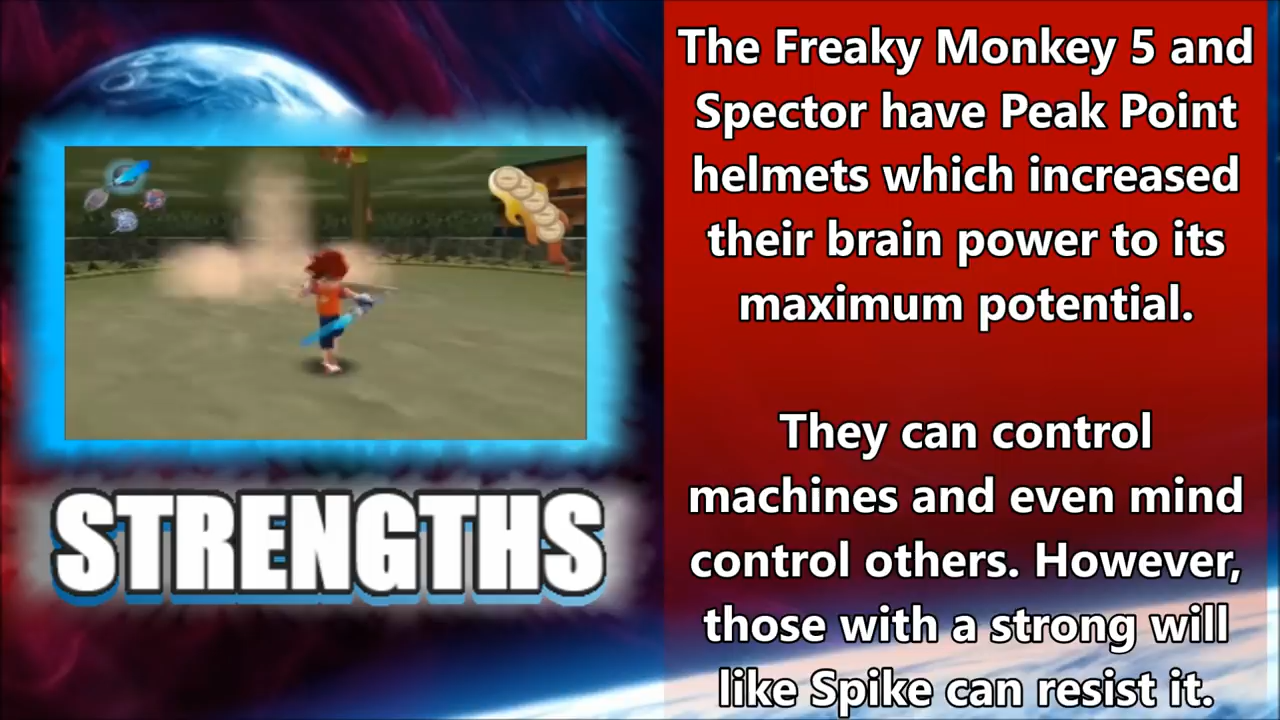 The Freaky Monkey 5 and
Spector have Peak Point
helmets which increased
their brain power to its
maximum potential.
They can control
machines and even mind
control others. However,
those with a strong will
like Spike can resist it.
STRENGTHS